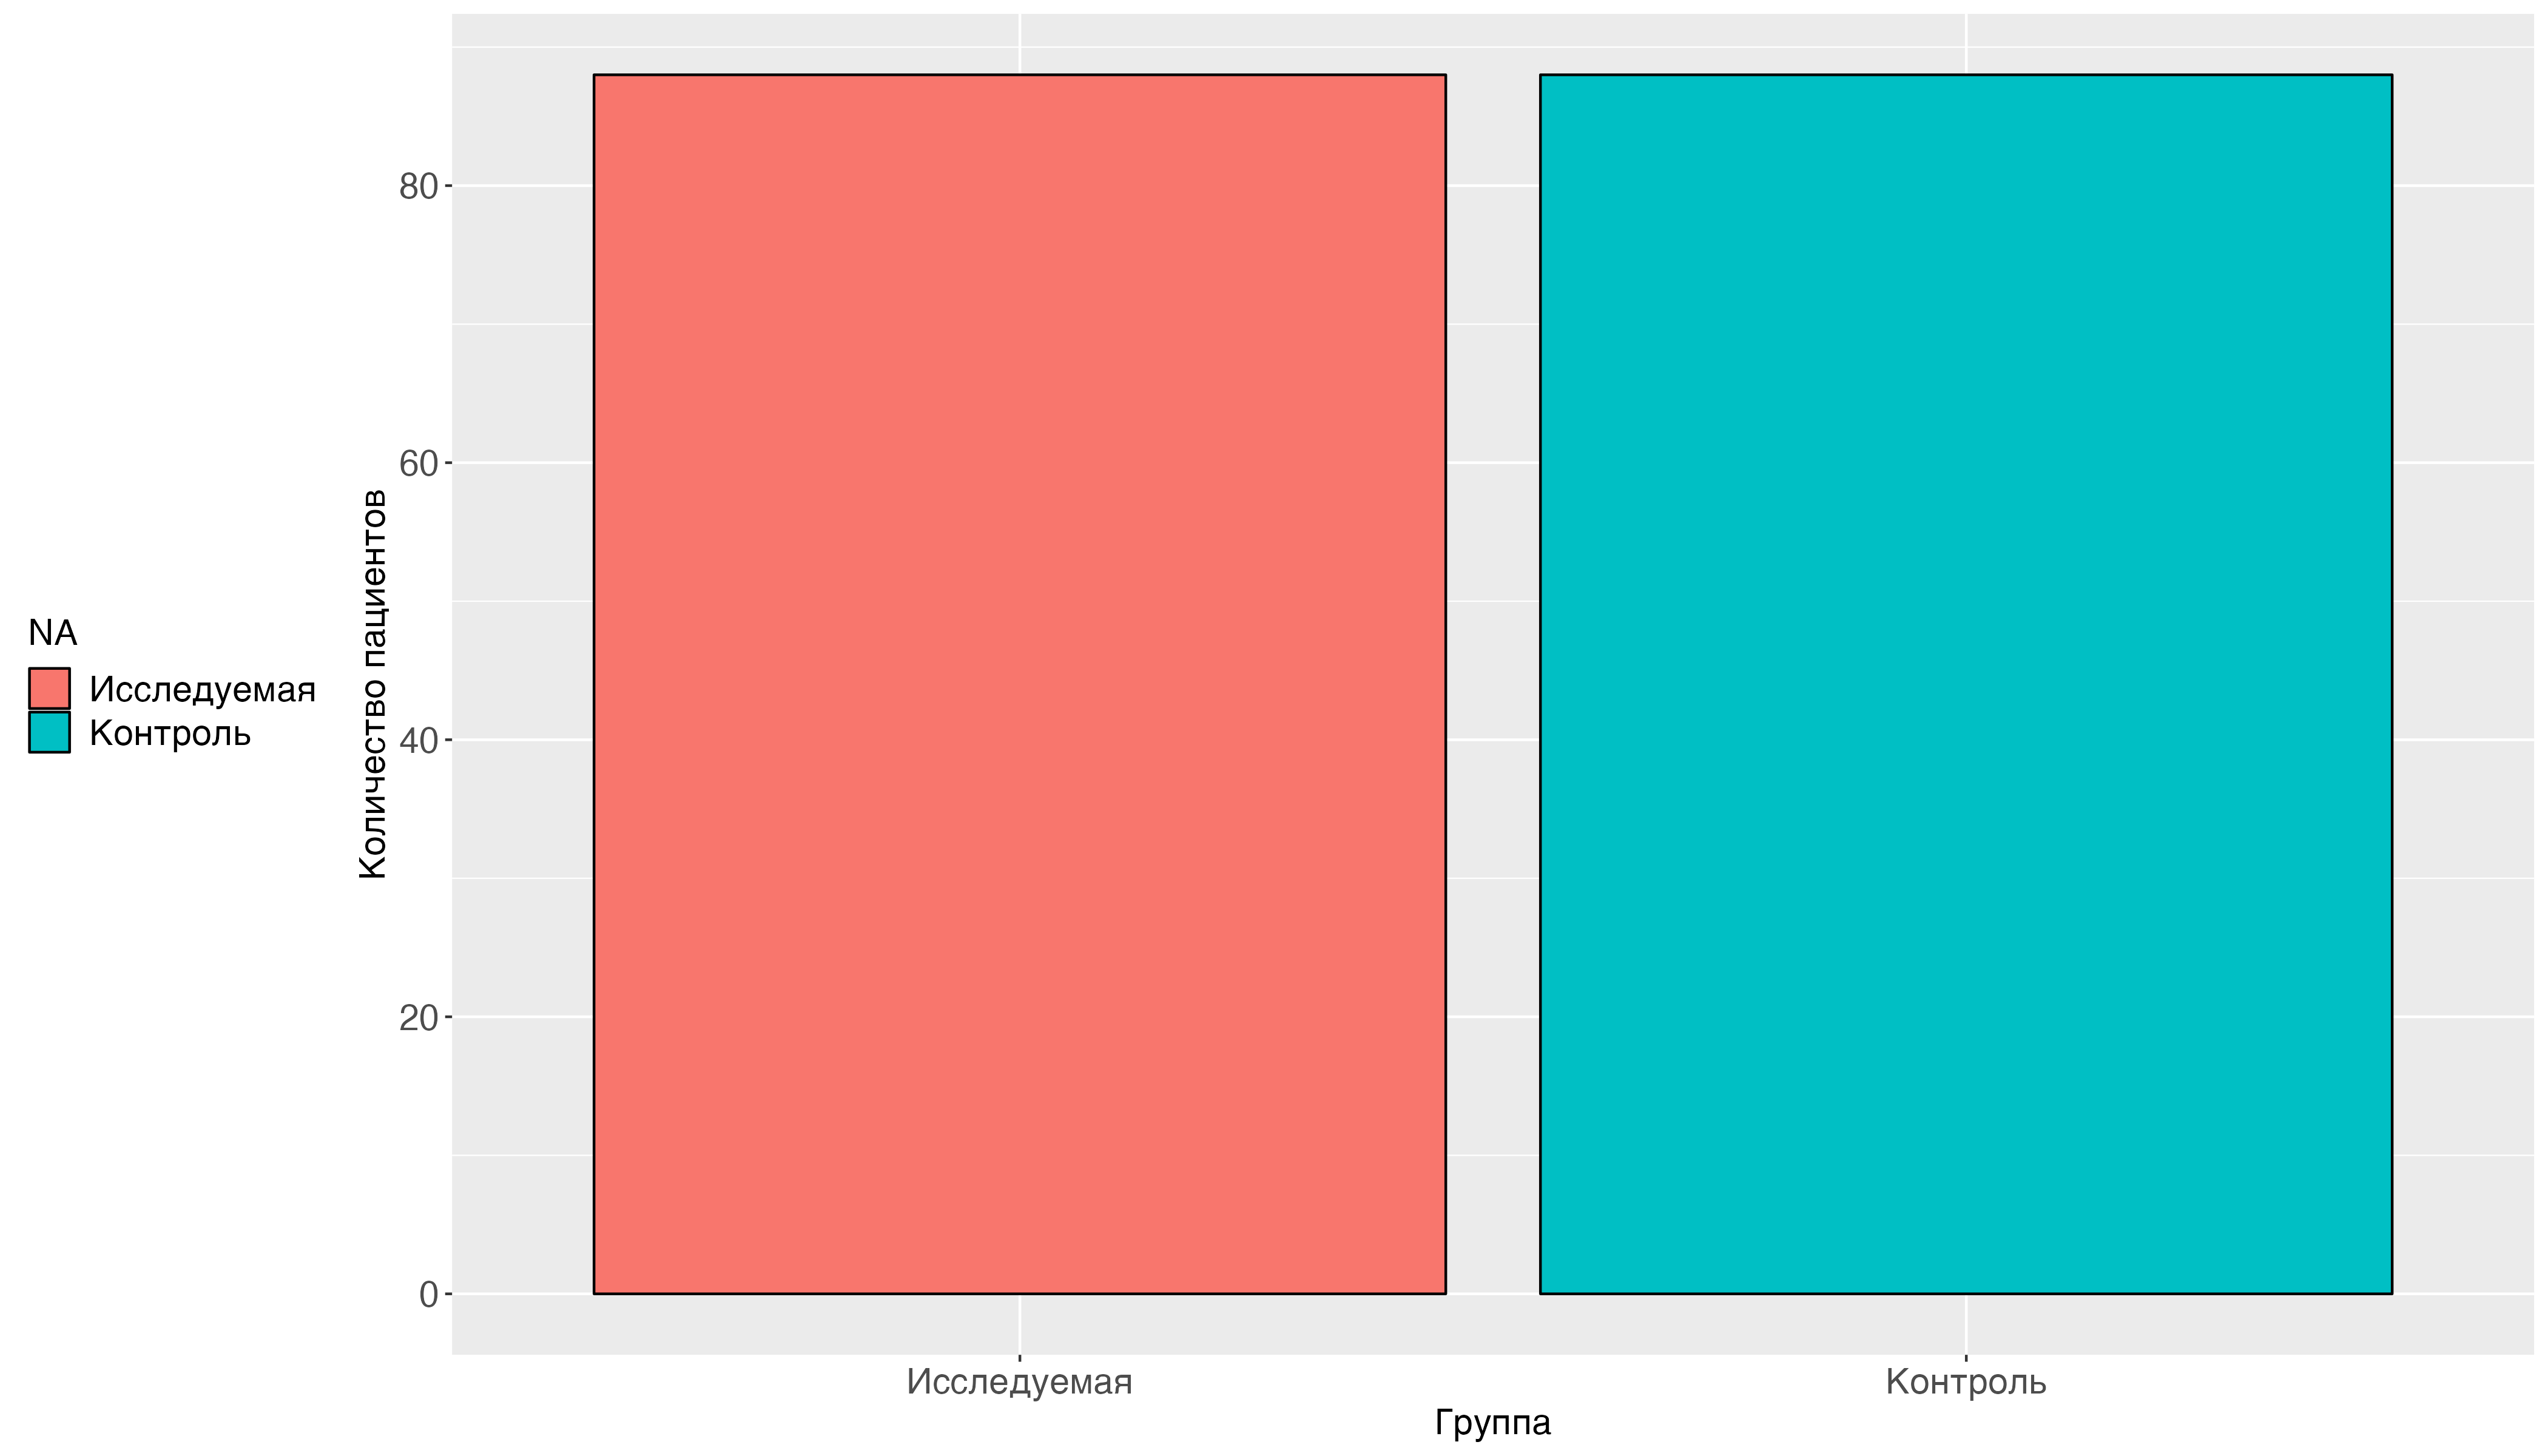 NA
Исследуемая
Контроль
Количество пациентов
80
60
40
20
0
Исследуемая
Контроль
Группа